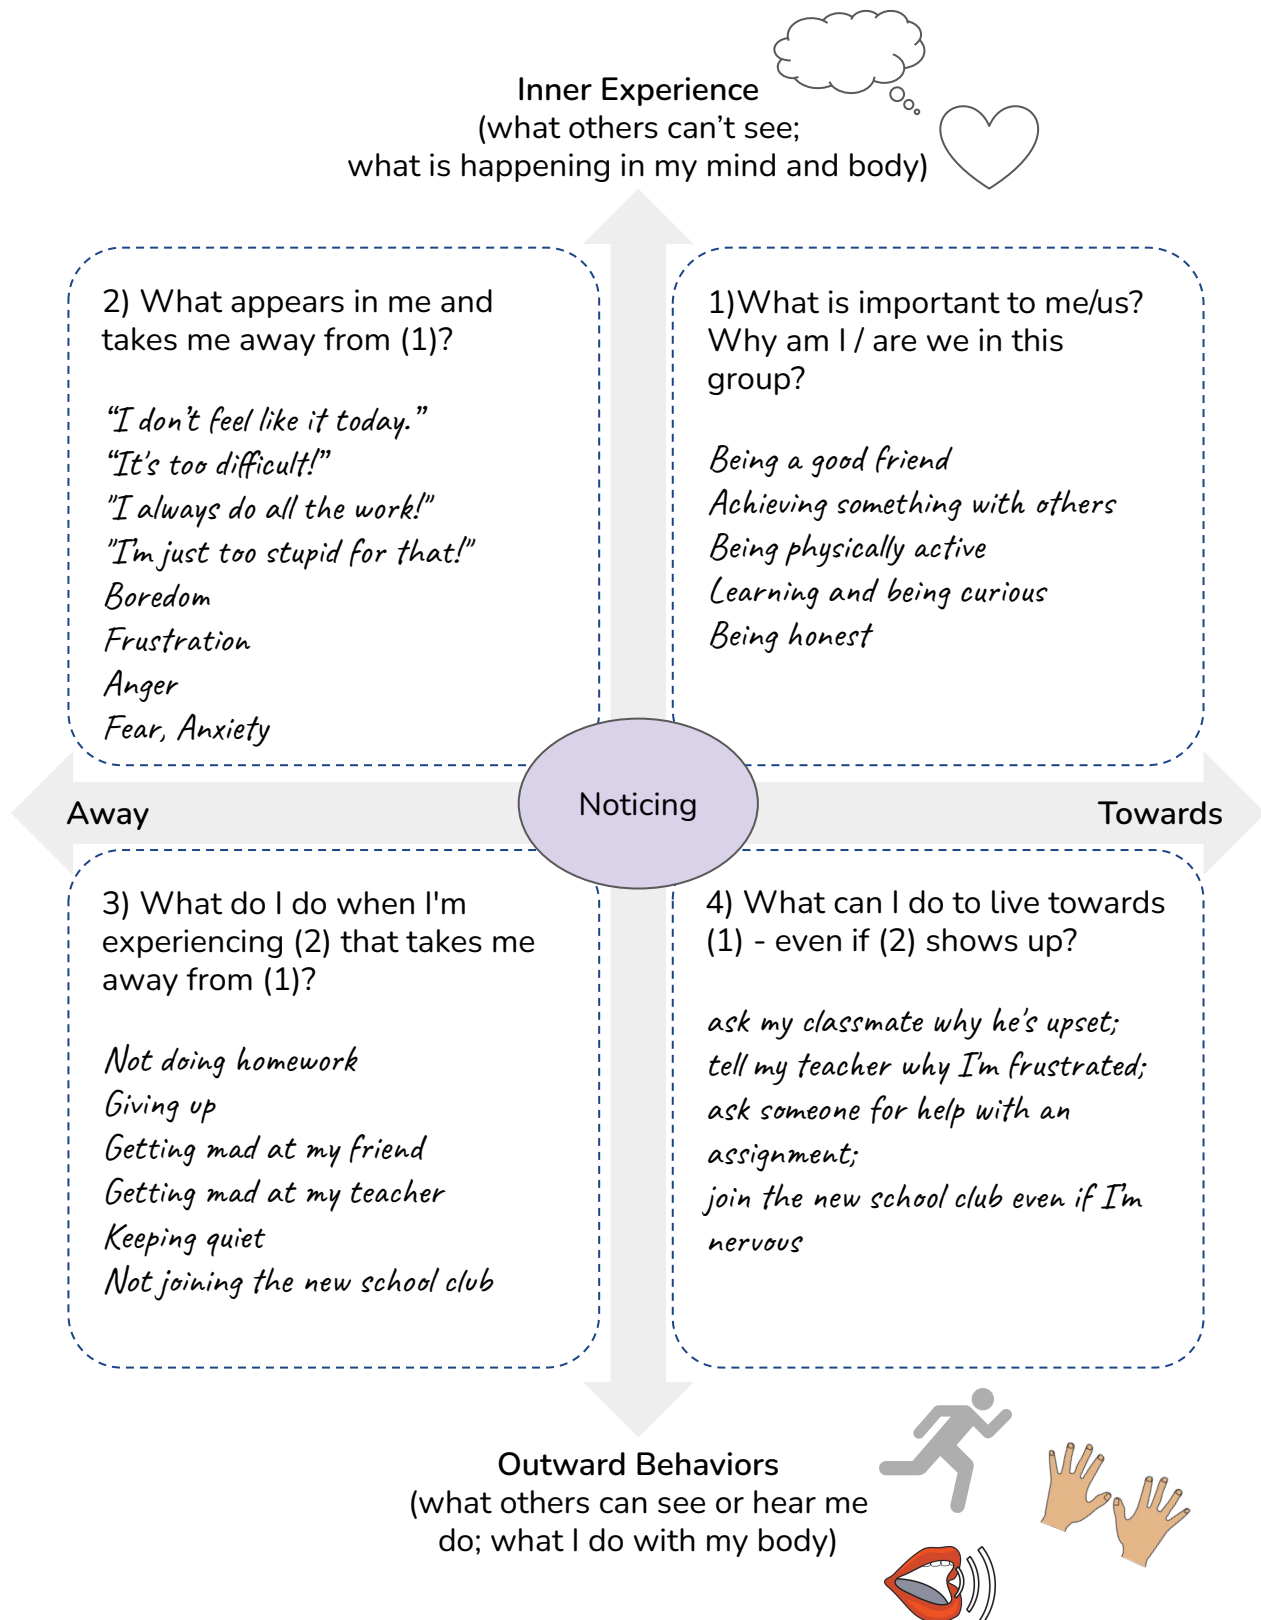 Inner Experience
(what others can’t see;
what is happening in my mind and body)
2) What appears in me and
takes me away from (1)?
“I don’t feel like it today.”
“It’s too difficult!”
"I always do all the work!"
"I'm just too stupid for that!"
Boredom
Frustration
Anger
Fear, Anxiety
1)What is important to me/us?
Why am I / are we in this
group?
Being a good friend
Achieving something with others
Being physically active
Learning and being curious
Being honest
Noticing
Away
Towards
3) What do I do when I'm
experiencing (2) that takes me
away from (1)?
Not doing homework
Giving up
Getting mad at my friend
Getting mad at my teacher
Keeping quiet
Not joining the new school club
4) What can I do to live towards
(1) - even if (2) shows up?
ask my classmate why he's upset;
tell my teacher why I'm frustrated;
ask someone for help with an
assignment;
join the new school club even if I'm
nervous
Outward Behaviors
(what others can see or hear me
do; what I do with my body)